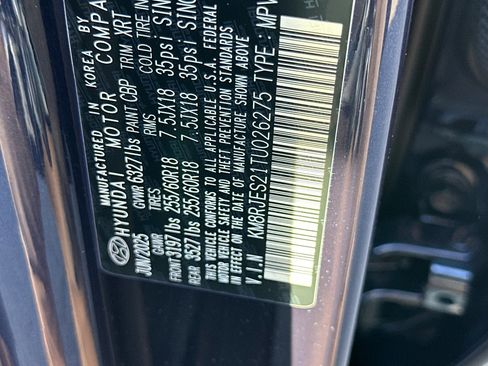 MANUFACTURED IN KOREA BY
HYUNDAI MOTOR COMPA
JUN/2025 GVWR 6327 lbs PAINT CBP TRIM XRT
GAWR TIRES RIMS COLD TIRE IN
FRONT 3197 lbs 255/60R18 7.5JX18 35psi SING
REAR 3627 lbs 255/60R18 7.5JX18 35psi SING
THIS VEHICLE CONFORMS TO ALL APPLICABLE U.S.A. FEDERAL
MOTOR VEHICLE SAFETY AND THEFT PREVENTION STANDARDS
IN EFFECT ON THE DATE OF MANUFACTURE SHOWN ABOVE
V.I.N KM8RJES21TU026275 TYPE: MPV